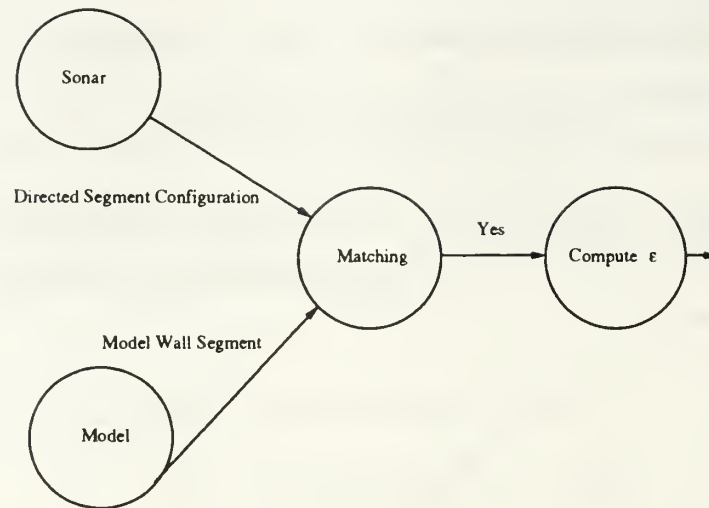 Sonar
Directed Segment Configuration
Matching
Yes
Compute ε
Model Wall Segment
Model